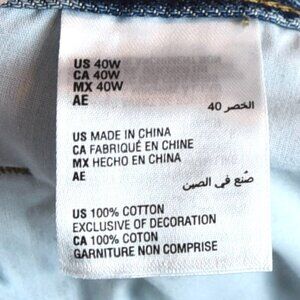 US 40W
CA 40W
MX 40W
AE
الخصر 40
US MADE IN CHINA
CA FABRIQUÉ EN CHINE
MX HECHO EN CHINA
AE
صُنع في الصين
US 100% COTTON
EXCLUSIVE OF DECORATION
CA 100% COTON
GARNITURE NON COMPRISE